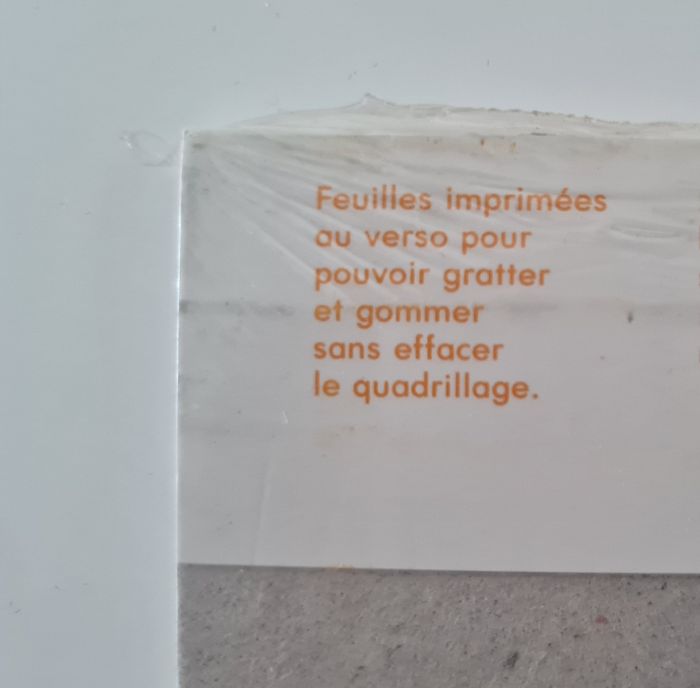 Feuilles imprimées
au verso pour
pouvoir gratter
et gommer
sans effacer
le quadrillage.